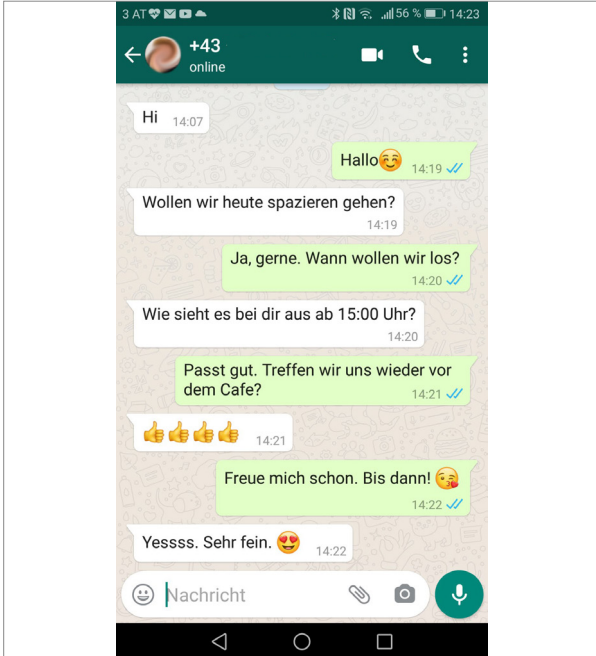 3 AT 56 % 14:23
+43
online
Hi 14:07
Hallo☺️ 14:19
Wollen wir heute spazieren gehen?
14:19
Ja, gerne. Wann wollen wir los?
14:20
Wie sieht es bei dir aus ab 15:00 Uhr?
14:20
Passt gut. Treffen wir uns wieder vor
dem Cafe? 14:21
👍👍👍👍 14:21
Freue mich schon. Bis dann! 😘
14:22
Yessss. Sehr fein. 😍 14:22
Nachricht